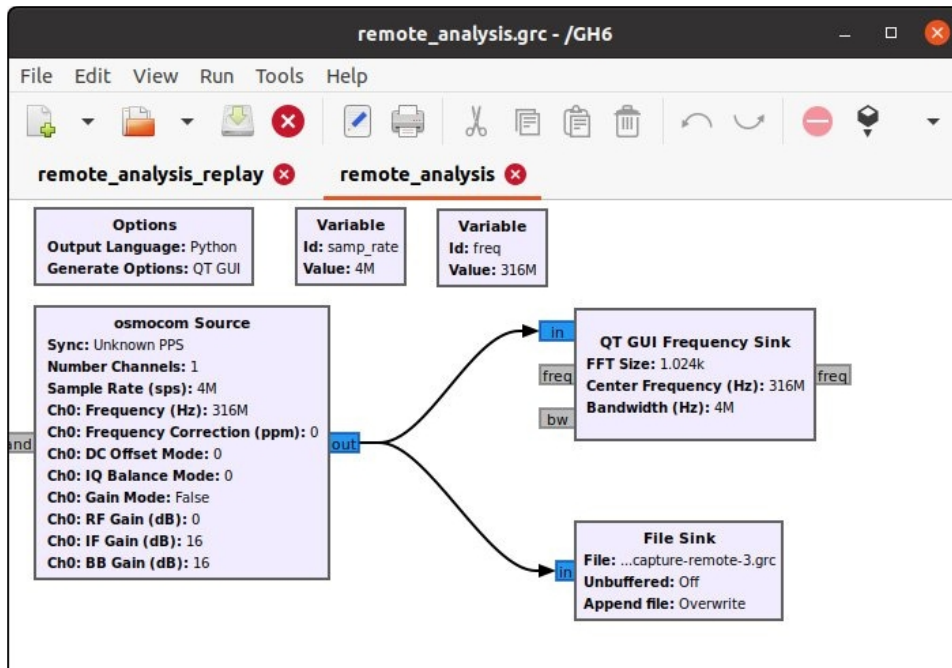 remote_analysis.grc - /GH6
File Edit View Run Tools Help
remote_analysis_replay
remote_analysis
Options
Output Language: Python
Generate Options: QT GUI
Variable
Id: samp_rate
Value: 4M
Variable
Id: freq
Value: 316M
osmocom Source
Sync: Unknown PPS
Number Channels: 1
Sample Rate (sps): 4M
Ch0: Frequency (Hz): 316M
Ch0: Frequency Correction (ppm): 0
Ch0: DC Offset Mode: 0
Ch0: IQ Balance Mode: 0
Ch0: Gain Mode: False
Ch0: RF Gain (dB): 0
Ch0: IF Gain (dB): 16
Ch0: BB Gain (dB): 16
and
out
in
freq
bw
QT GUI Frequency Sink
FFT Size: 1.024k
Center Frequency (Hz): 316M
Bandwidth (Hz): 4M
freq
in
File Sink
File: ...capture-remote-3.grc
Unbuffered: Off
Append file: Overwrite